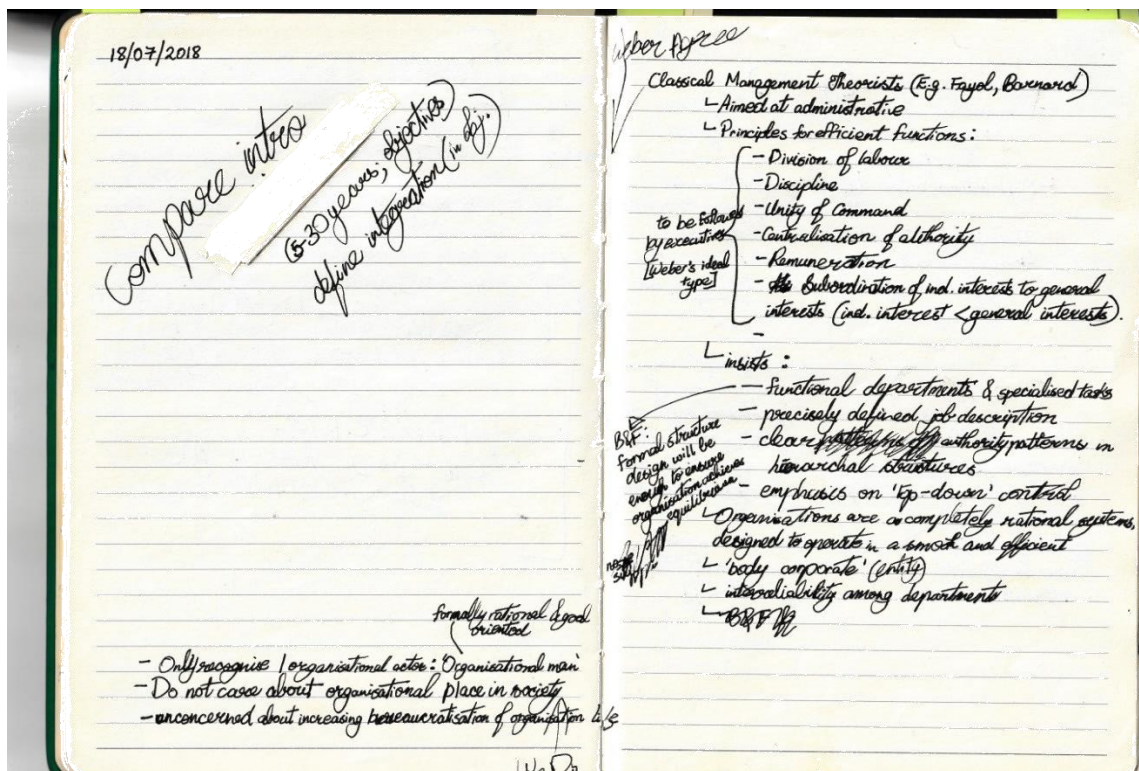 18/07/2018
Compare intro
(5-30 years, objectives)
define integration (in obj.)
formally rational & goal
oriented
- Only recognise 1 organisational actor: 'Organisational man'
- Do not care about organisational place in society
- unconcerned about increasing bureaucratisation of organisation life
Weber Agree
Classical Management Theorists (E.g. Fayol, Barnard)
└ Aimed at administrative
└ Principles for efficient functions:
- Division of labour
- Discipline
- Unity of Command
- Centralisation of authority
- Remuneration
- Subordination of ind. interests to general
interests (ind. interest < general interests).
-
to be followed
by executives
[Weber's ideal
type]
└ insists:
- functional departments & specialised tasks
- precisely defined job description
- clear authority patterns in
hierarchal structures
- emphasis on 'top-down' control
B&F:
formal structure
design will be
enough to ensure
organisation achieves
equilibrium
└ Organisations are a completely rational systems,
designed to operate in a smooth and efficient
└ 'body corporate' (entity)
└ among departments